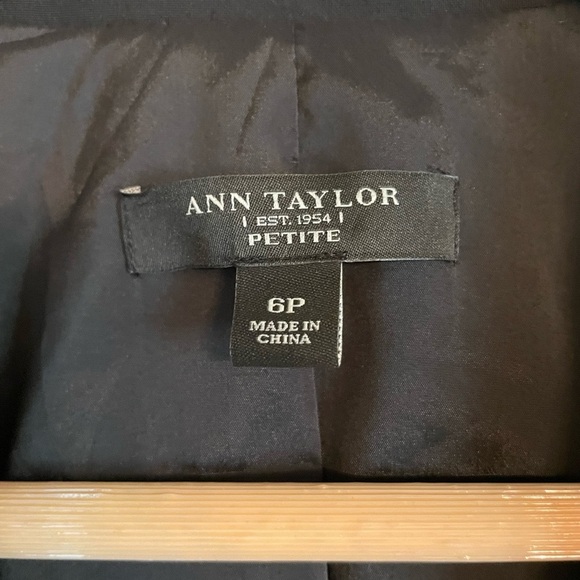 ANN TAYLOR
EST. 1954
PETITE
6P
MADE IN
CHINA